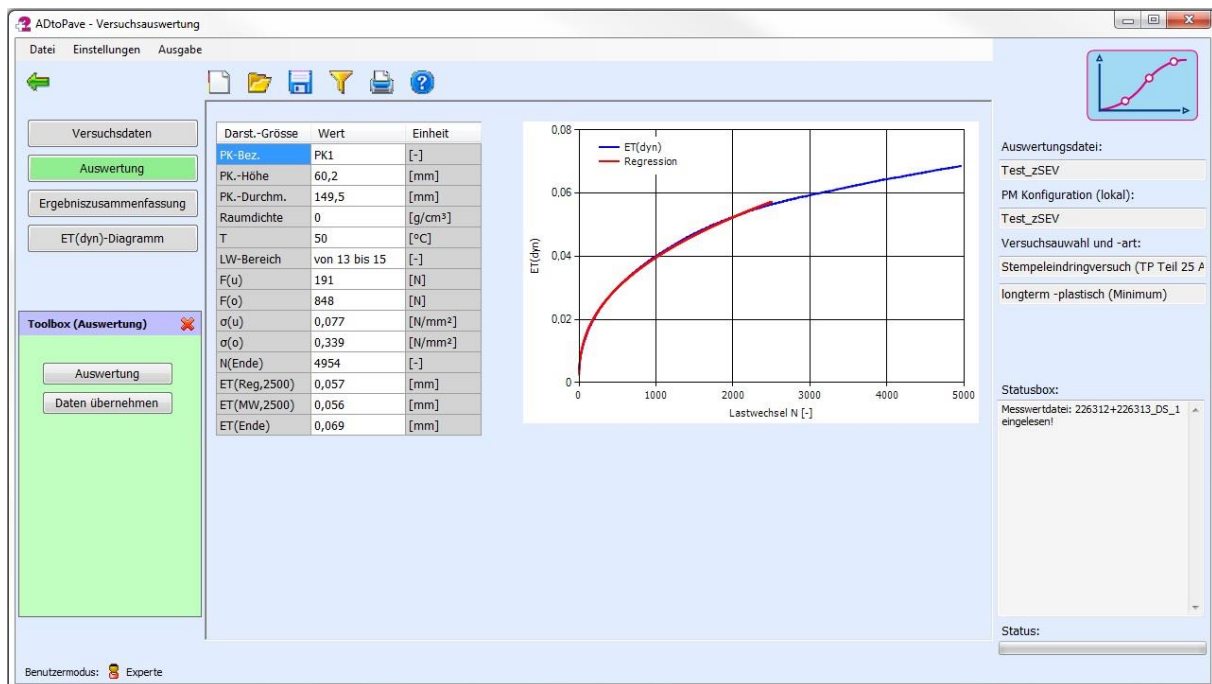 ADtoPave - Versuchsauswertung
Datei Einstellungen Ausgabe
Versuchsdaten
Auswertung
Ergebniszusammenfassung
ET(dyn)-Diagramm
Toolbox (Auswertung)
Auswertung
Daten übernehmen
Darst.-Grösse Wert Einheit
PK-Bez. PK1 [-]
PK.-Höhe 60,2 [mm]
PK.-Durchm. 149,5 [mm]
Raumdichte 0 [g/cm³]
T 50 [°C]
LW-Bereich von 13 bis 15 [-]
F(u) 191 [N]
F(o) 848 [N]
σ(u) 0,077 [N/mm²]
σ(o) 0,339 [N/mm²]
N(Ende) 4954 [-]
ET(Reg,2500) 0,057 [mm]
ET(MW,2500) 0,056 [mm]
ET(Ende) 0,069 [mm]
ET(dyn)
Regression
0,08
0,06
0,04
0,02
0
ET(dyn)
0 1000 2000 3000 4000 5000
Lastwechsel N [-]
Auswertungsdatei:
Test_zSEV
PM Konfiguration (lokal):
Test_zSEV
Versuchsauwahl und -art:
Stempeleindringversuch (TP Teil 25 A
longterm -plastisch (Minimum)
Statusbox:
Messwertdatei: 226312+226313_DS_1
eingelesen!
Status:
Benutzermodus: Experte